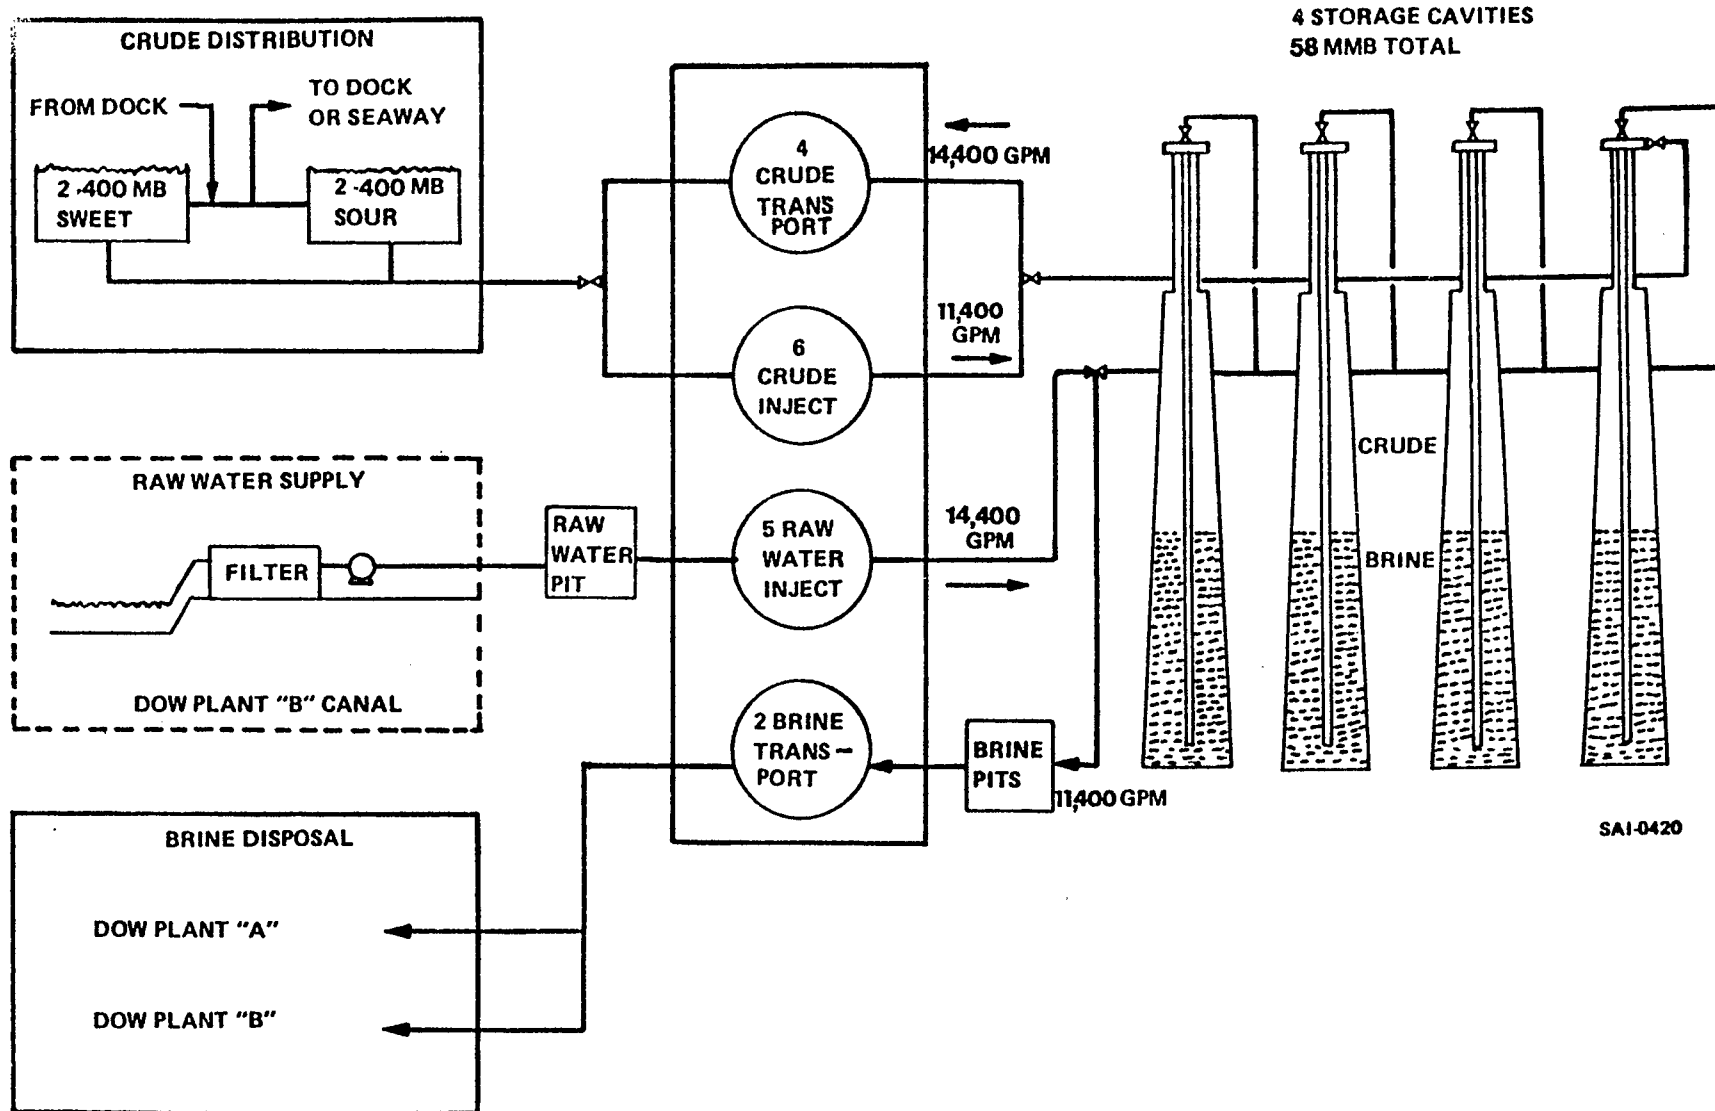 4 STORAGE CAVITIES
58 MMB TOTAL
CRUDE DISTRIBUTION
FROM DOCK
TO DOCK
OR SEAWAY
2-400 MB
SWEET
2-400 MB
SOUR
4
CRUDE
TRANS
PORT
14,400 GPM
6
CRUDE
INJECT
11,400
GPM
RAW WATER SUPPLY
FILTER
DOW PLANT "B" CANAL
RAW
WATER
PIT
5 RAW
WATER
INJECT
14,400
GPM
2 BRINE
TRANS-
PORT
BRINE
PITS
11,400 GPM
CRUDE
BRINE
SAI-0420
BRINE DISPOSAL
DOW PLANT "A"
DOW PLANT "B"